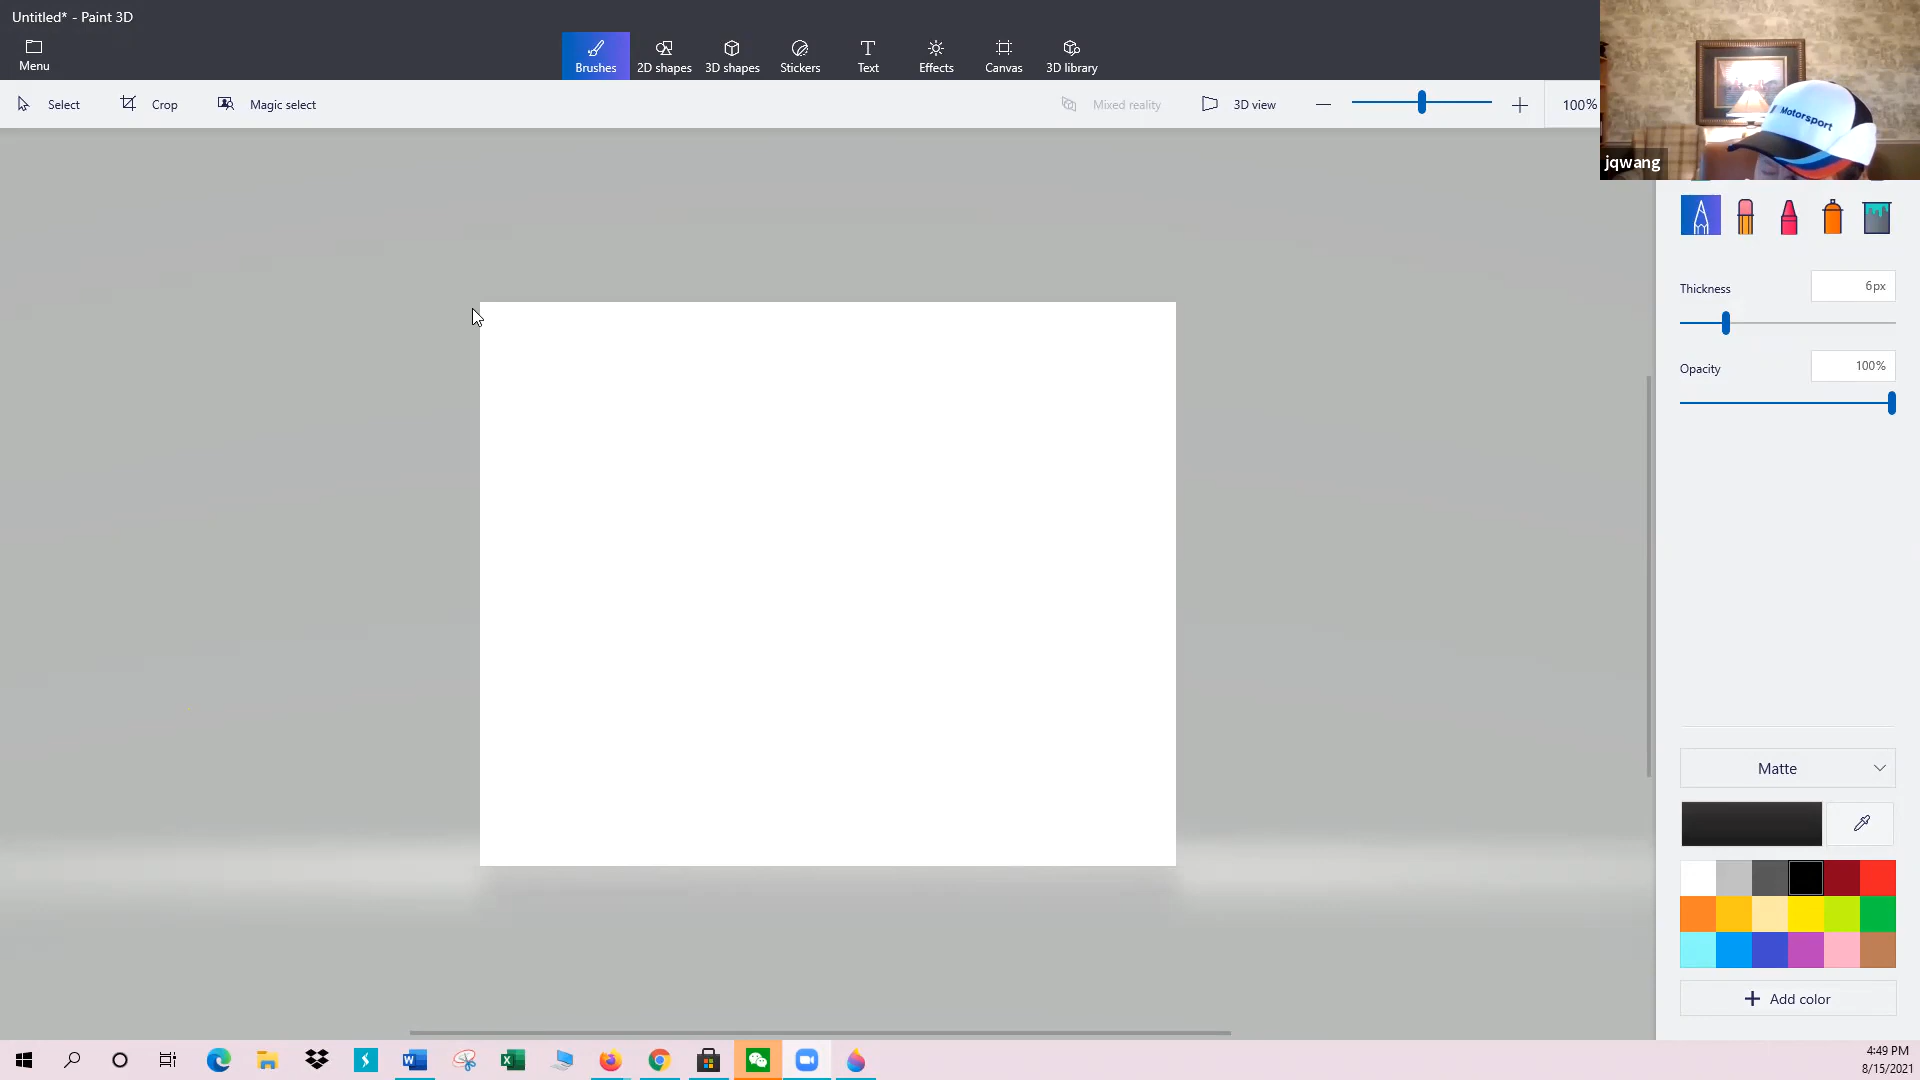 Untitled* - Paint 3D
Menu
Brushes
2D shapes
3D shapes
Stickers
Text
Effects
Canvas
3D library
Select
Crop
Magic select
Mixed reality
3D view
100%
Motorsport
jqwang
Thickness
6px
Opacity
100%
Matte
Add color
4:49 PM
8/15/2021